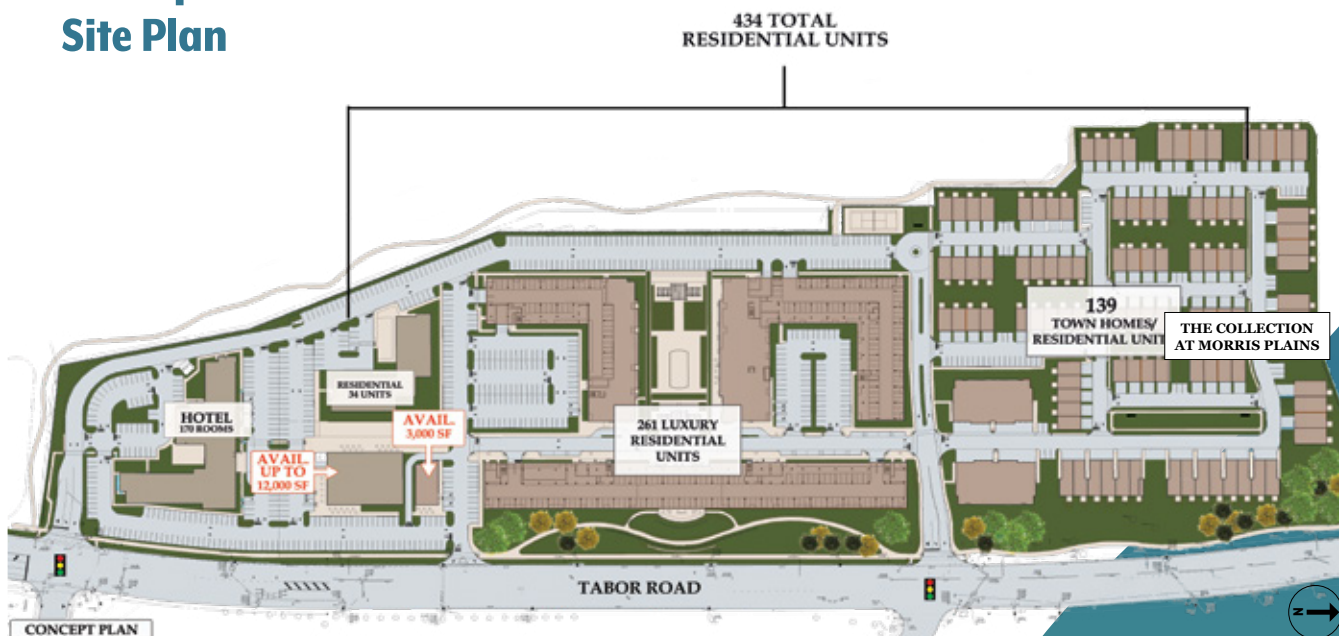 Site Plan
434 TOTAL
RESIDENTIAL UNITS
139
TOWN HOMES/
RESIDENTIAL UNIT
THE COLLECTION
AT MORRIS PLAINS
RESIDENTIAL
34 UNITS
HOTEL
170 ROOMS
AVAIL.
3,000 SF
AVAIL.
UP TO
12,000 SF
261 LUXURY
RESIDENTIAL
UNITS
TABOR ROAD
CONCEPT PLAN
N